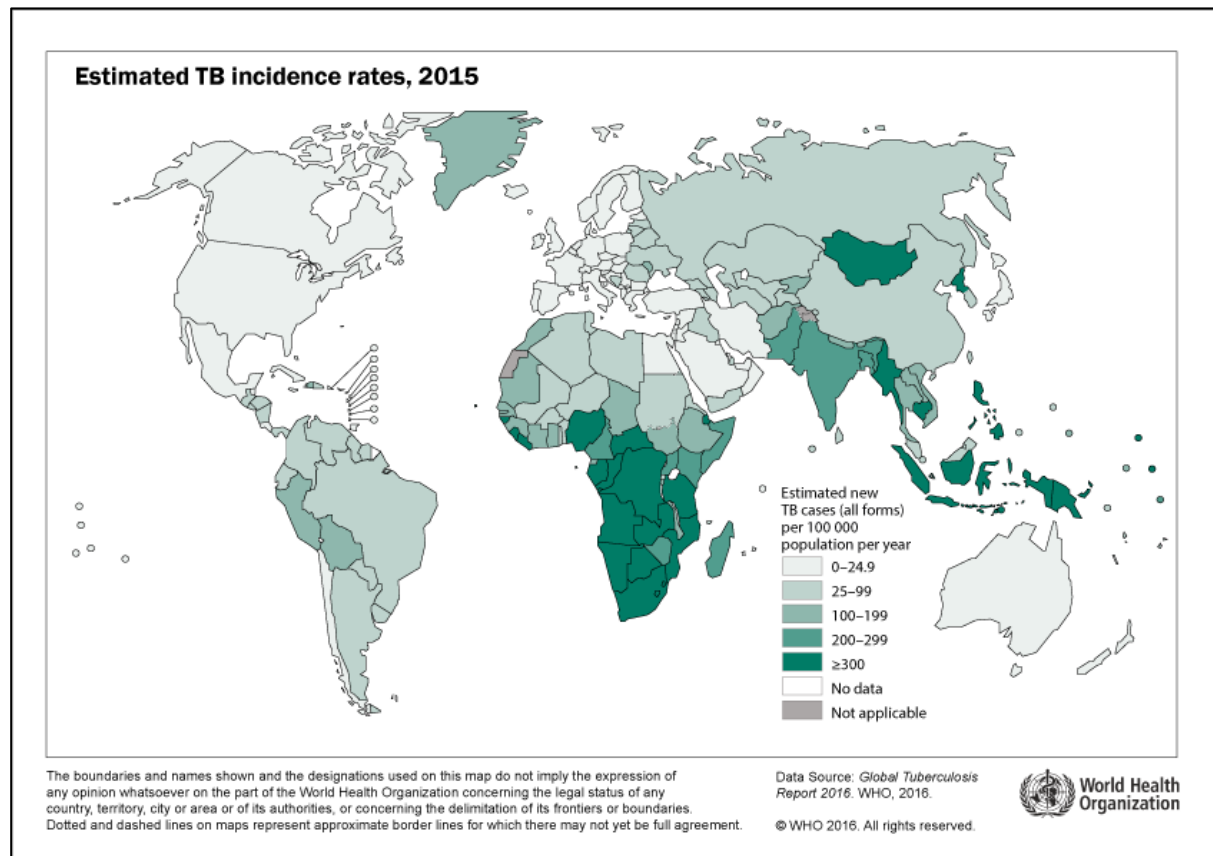 Estimated TB incidence rates, 2015
Estimated new
TB cases (all forms)
per 100 000
population per year
0–24.9
25–99
100–199
200–299
≥300
No data
Not applicable
The boundaries and names shown and the designations used on this map do not imply the expression of
any opinion whatsoever on the part of the World Health Organization concerning the legal status of any
country, territory, city or area or of its authorities, or concerning the delimitation of its frontiers or boundaries.
Dotted and dashed lines on maps represent approximate border lines for which there may not yet be full agreement.
Data Source: Global Tuberculosis
Report 2016. WHO, 2016.
© WHO 2016. All rights reserved.
World Health
Organization